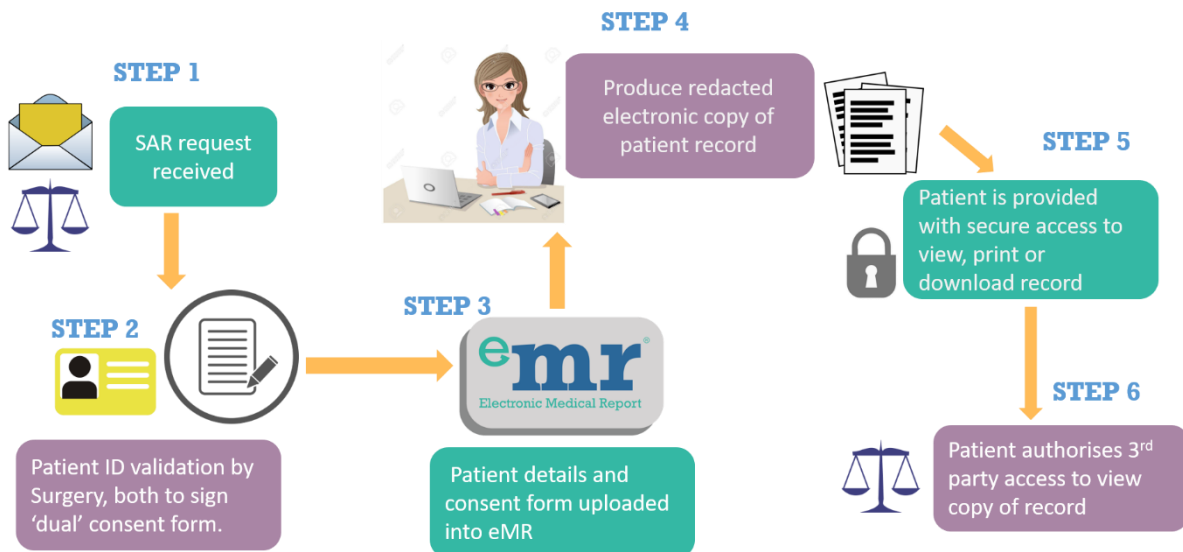 STEP 1
SAR request
received
STEP 2
Patient ID validation by
Surgery, both to sign
‘dual’ consent form.
STEP 3
emr®
Electronic Medical Report
Patient details and
consent form uploaded
into eMR
STEP 4
Produce redacted
electronic copy of
patient record
STEP 5
Patient is provided
with secure access to
view, print or
download record
STEP 6
Patient authorises 3rd
party access to view
copy of record